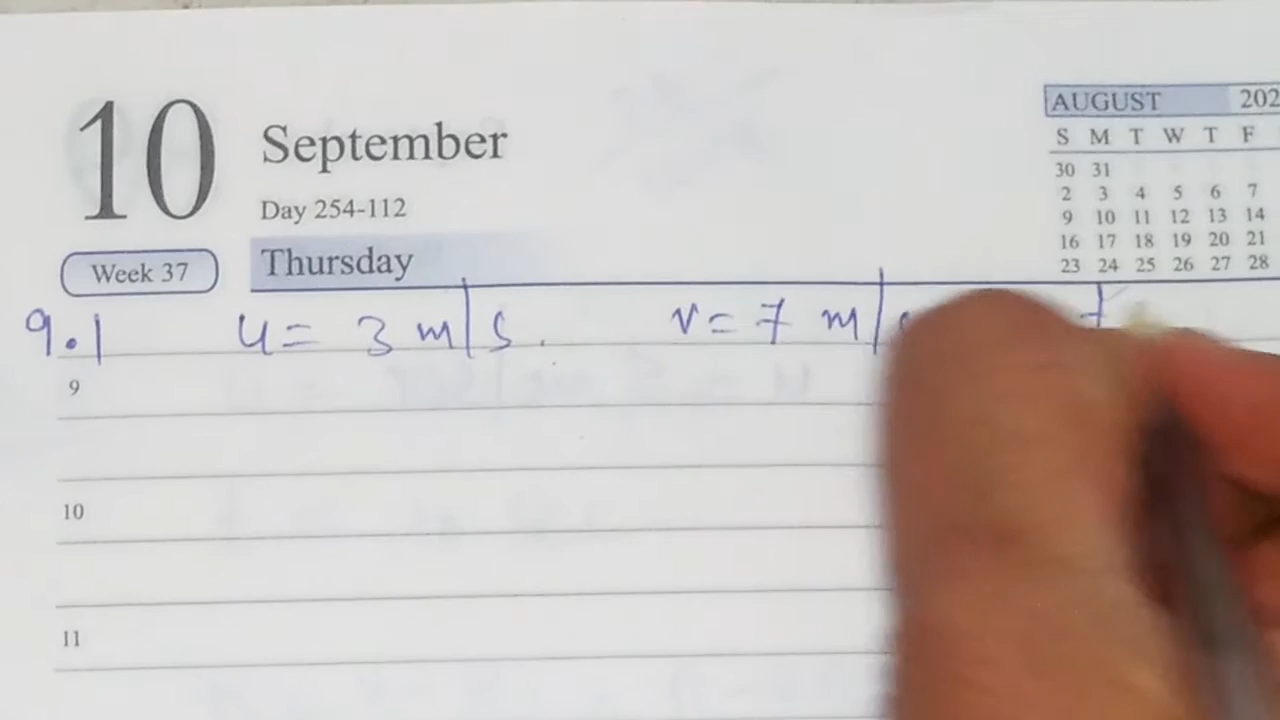 10 September
Day 254-112
Week 37 Thursday
AUGUST 202
S M T W T F
30 31
2 3 4 5 6 7
9 10 11 12 13 14
16 17 18 19 20 21
23 24 25 26 27 28
9.1 u = 3 m/s. v = 7 m/
9
10
11